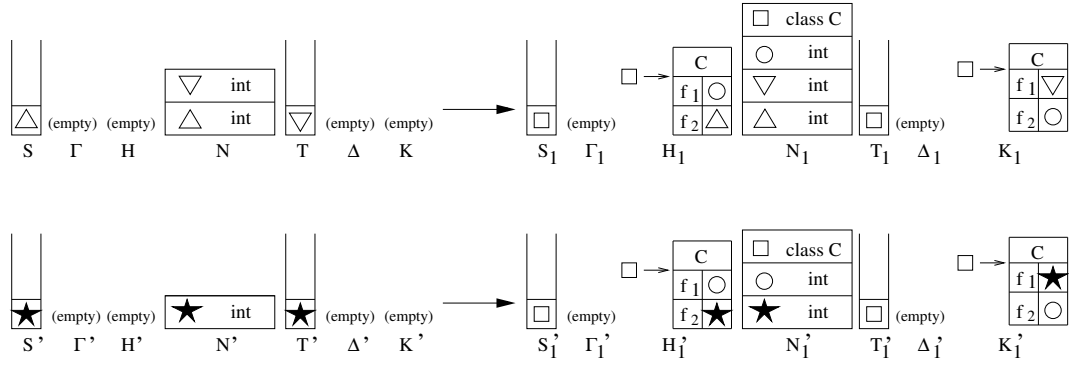 class C
C int C
int int f 1
(empty) (empty) int (empty) (empty) (empty) f 2 int (empty) f 2
S Γ H N T Δ K S1 Γ1 H1 N1 T1 Δ1 K1
f 1
class C
C C
f 1 int f 1
(empty) (empty) int (empty) (empty) (empty) f 2 int (empty) f 2
S' Γ' H' N' T' Δ' K' S1' Γ1' H1' N1' T1' Δ1' K1'